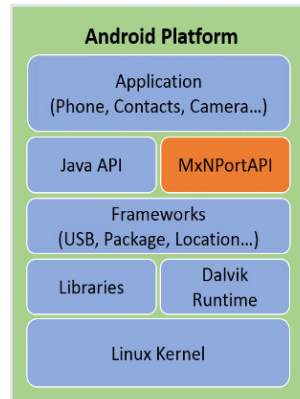 Android Platform
Application
(Phone, Contacts, Camera...)
Java API
MxNPortAPI
Frameworks
(USB, Package, Location...)
Libraries
Dalvik
Runtime
Linux Kernel